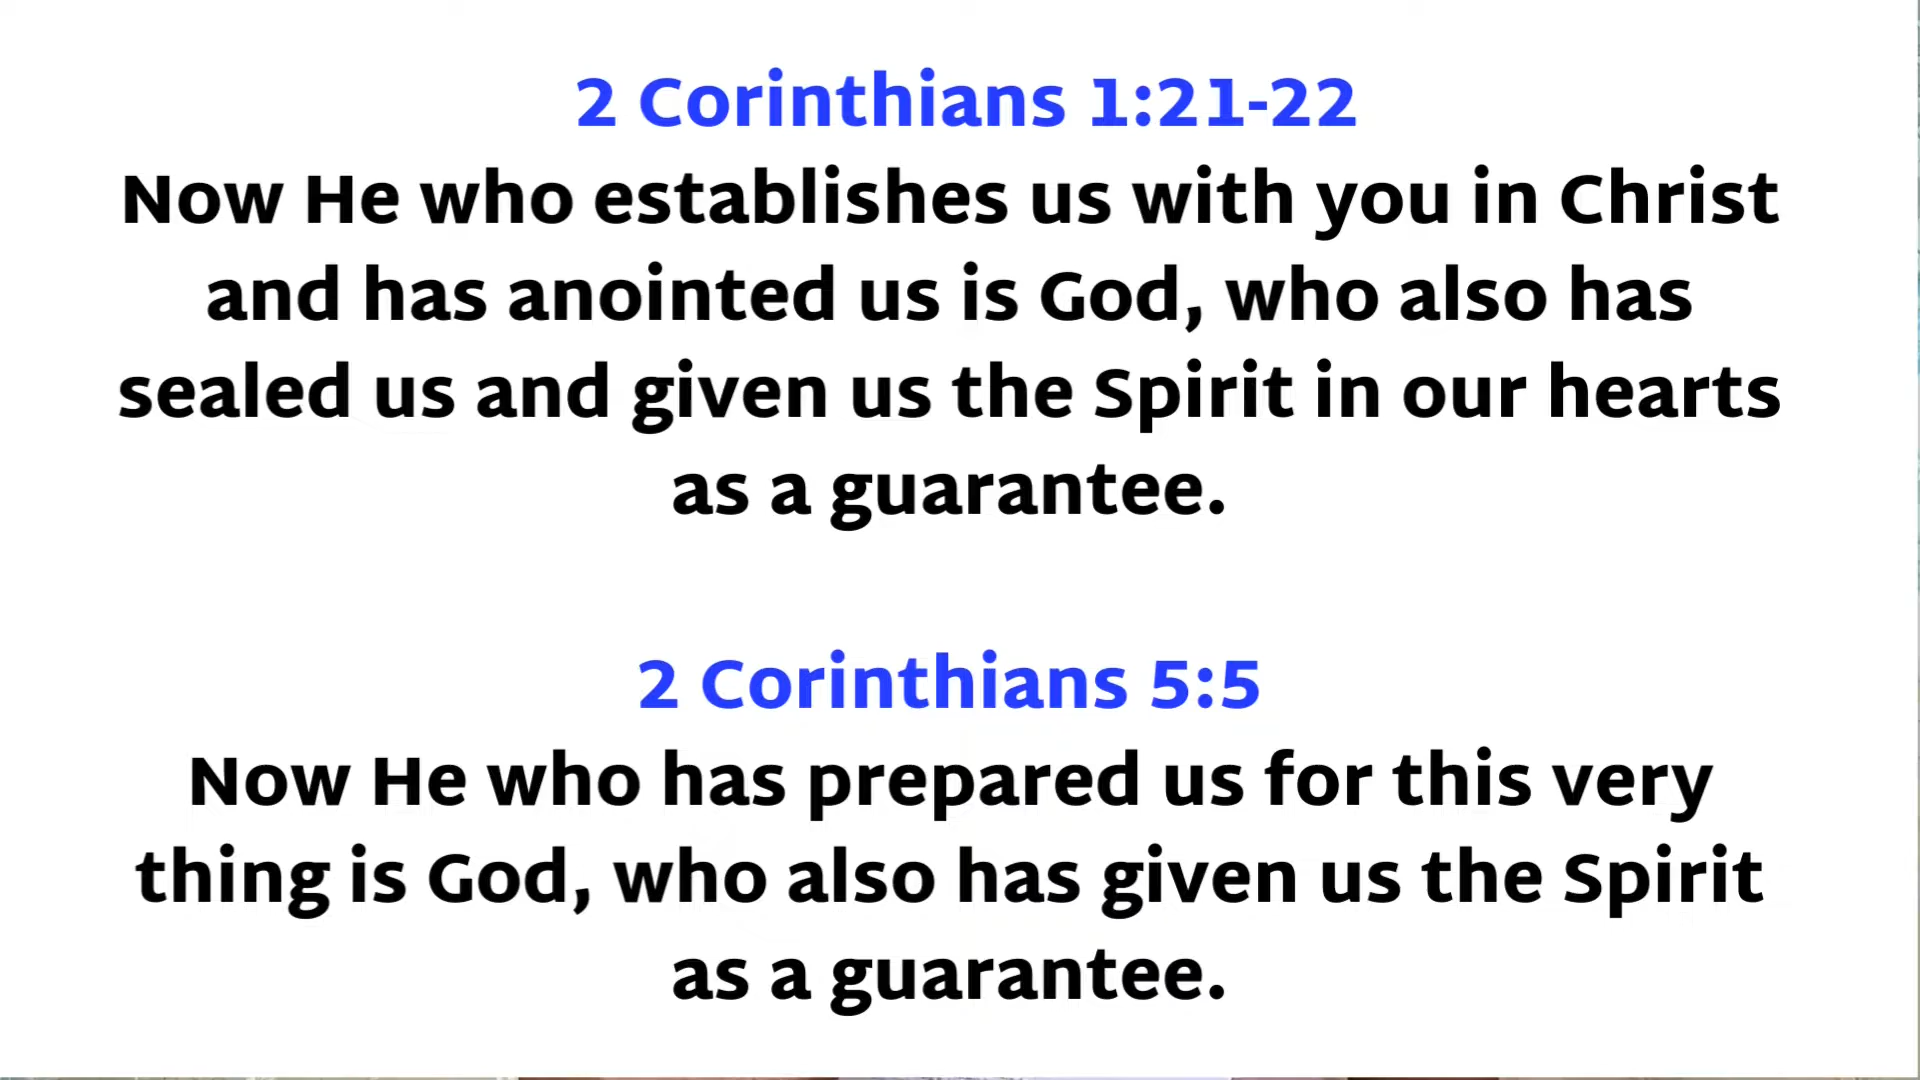 2 Corinthians 1:21-22
Now He who establishes us with you in Christ
and has anointed us is God, who also has
sealed us and given us the Spirit in our hearts
as a guarantee.
2 Corinthians 5:5
Now He who has prepared us for this very
thing is God, who also has given us the Spirit
as a guarantee.